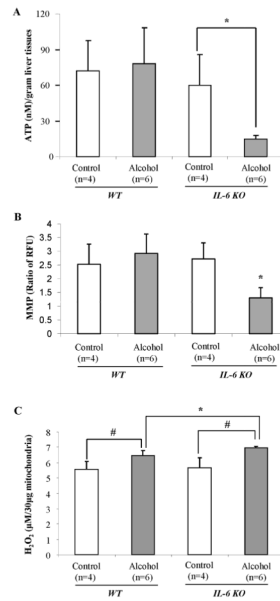 A
ATP (nM)/gram liver tissues
120
90
60
30
0
*
Control Alcohol Control Alcohol
(n=4) (n=6) (n=4) (n=6)
WT IL-6 KO
B
MMP (Ratio of RFU)
4
3.5
3
2.5
2
1.5
1
0.5
0
*
Control Alcohol Control Alcohol
(n=4) (n=6) (n=4) (n=6)
WT IL-6 KO
C
H₂O₂ (µM/30µg mitochondria)
8
7
6
5
4
3
2
1
0
*
# #
Control Alcohol Control Alcohol
(n=4) (n=6) (n=4) (n=6)
WT IL-6 KO